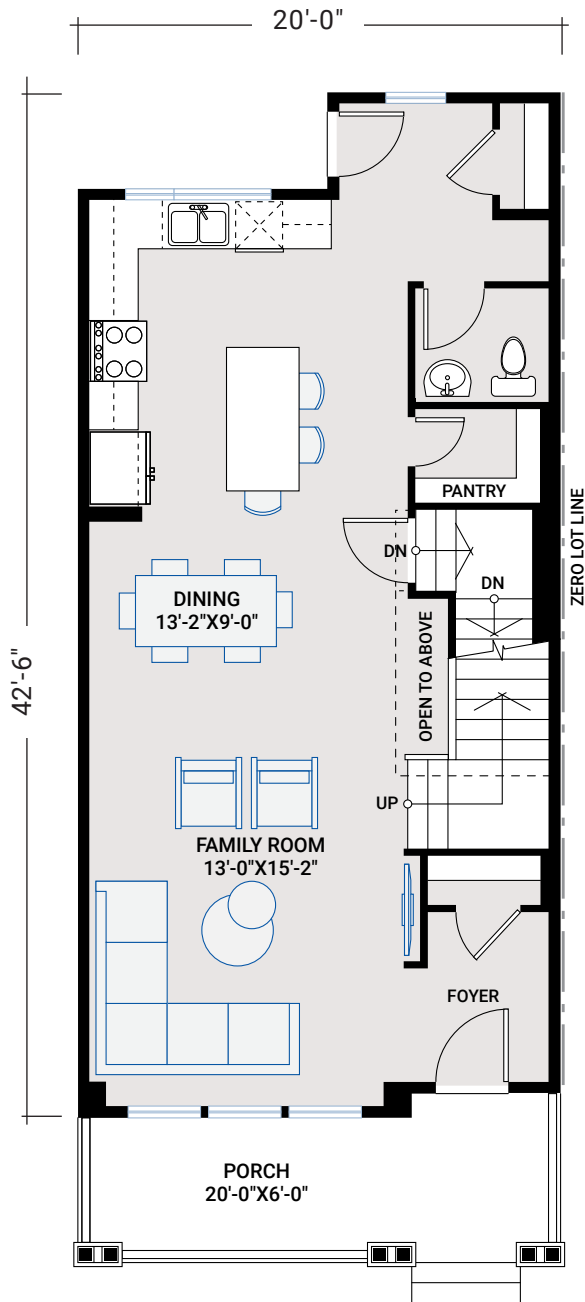 20'-0"
42'-6"
PANTRY
ZERO LOT LINE
DN
DN
DINING
13'-2"X9'-0"
OPEN TO ABOVE
UP
FAMILY ROOM
13'-0"X15'-2"
FOYER
PORCH
20'-0"X6'-0"